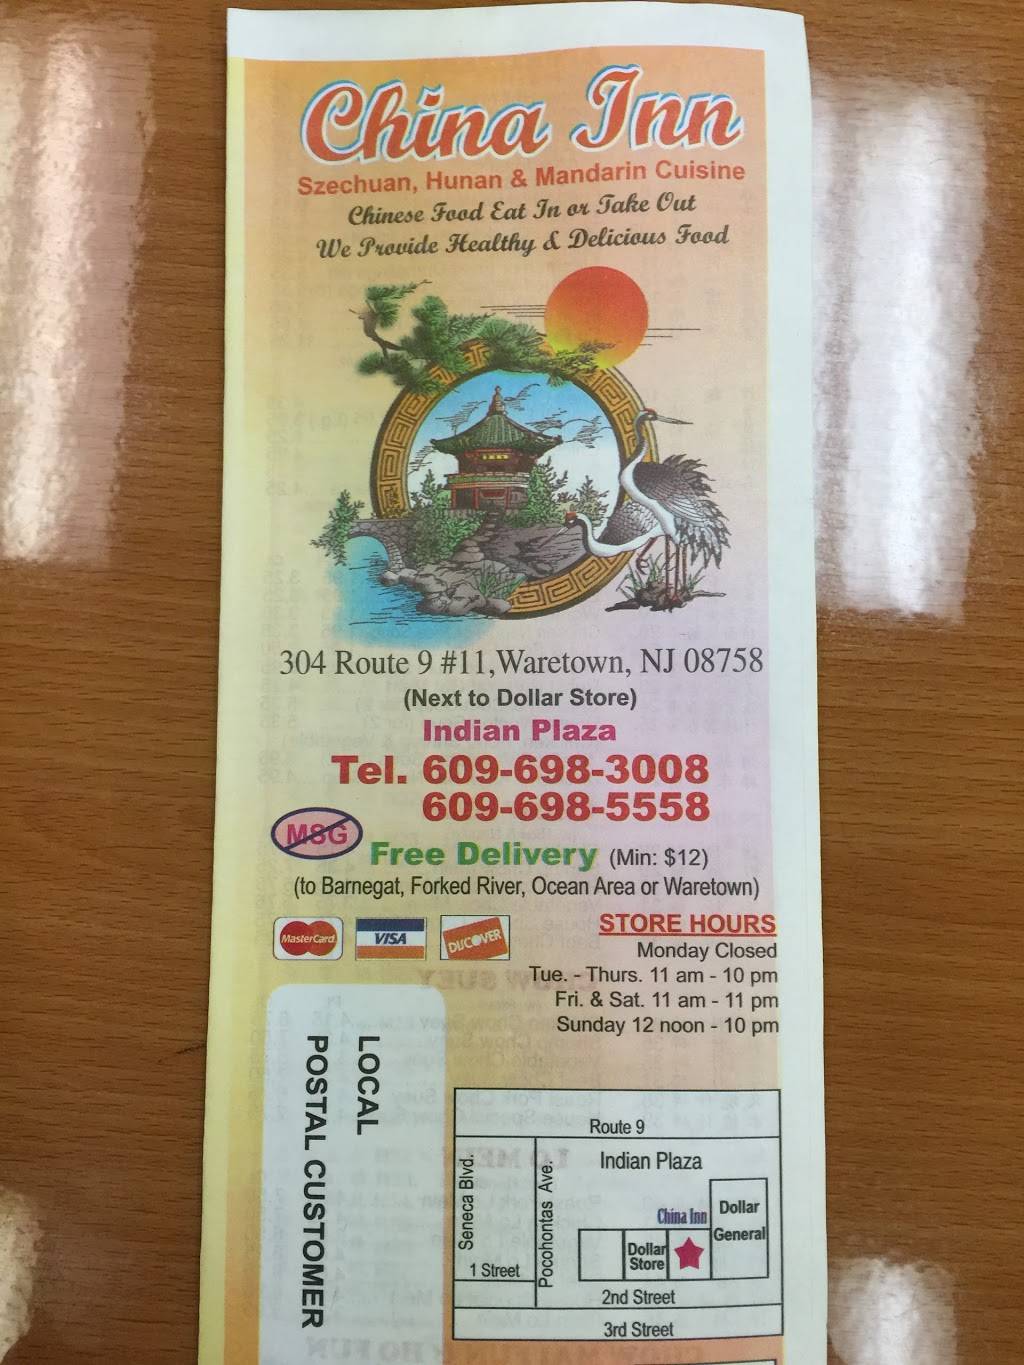 China Inn
Szechuan, Hunan & Mandarin Cuisine
Chinese Food Eat In or Take Out
We Provide Healthy & Delicious Food
304 Route 9 #11,Waretown, NJ 08758
(Next to Dollar Store)
Indian Plaza
Tel. 609-698-3008
609-698-5558
MSG
Free Delivery (Min: $12)
(to Barnegat, Forked River, Ocean Area or Waretown)
MasterCard
VISA
DISCOVER
STORE HOURS
Monday Closed
Tue. - Thurs. 11 am - 10 pm
Fri. & Sat. 11 am - 11 pm
Sunday 12 noon - 10 pm
LOCAL
POSTAL CUSTOMER
Route 9
Seneca Blvd.
Pocohontas Ave.
Indian Plaza
China Inn
Dollar
General
Dollar
Store
1 Street
2nd Street
3rd Street